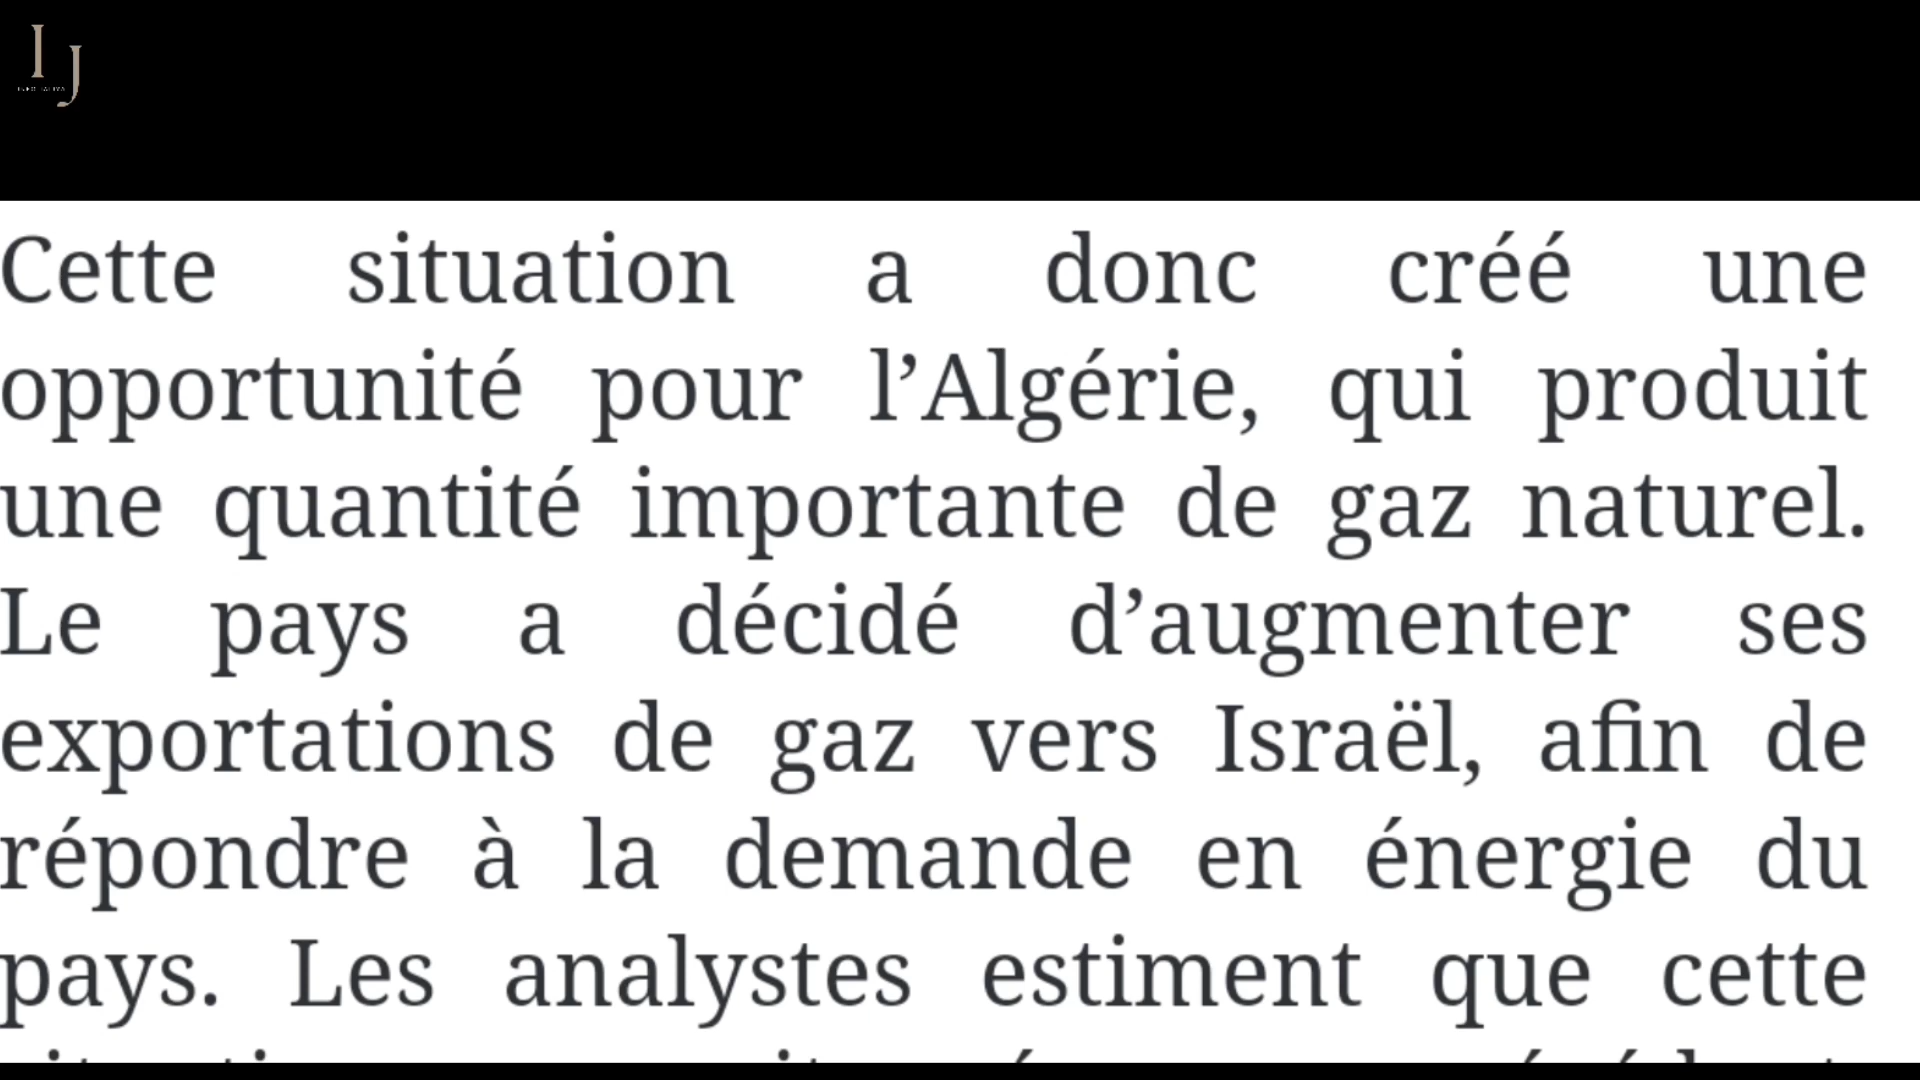 I J
Cette situation a donc créé une
opportunité pour l’Algérie, qui produit
une quantité importante de gaz naturel.
Le pays a décidé d’augmenter ses
exportations de gaz vers Israël, afin de
répondre à la demande en énergie du
pays. Les analystes estiment que cette